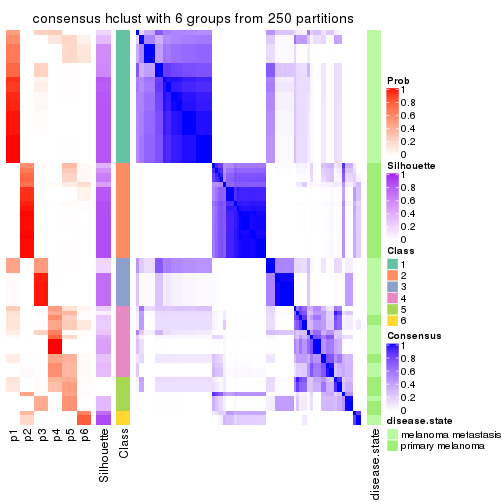 consensus hclust with 6 groups from 250 partitions
p1
p2
p3
p4
p5
p6
Silhouette
Class
disease.state
Prob
1
0.8
0.6
0.4
0.2
0
Silhouette
1
0.8
0.6
0.4
0.2
0
Class
1
2
3
4
5
6
Consensus
1
0.8
0.6
0.4
0.2
0
disease.state
melanoma metastasis
primary melanoma